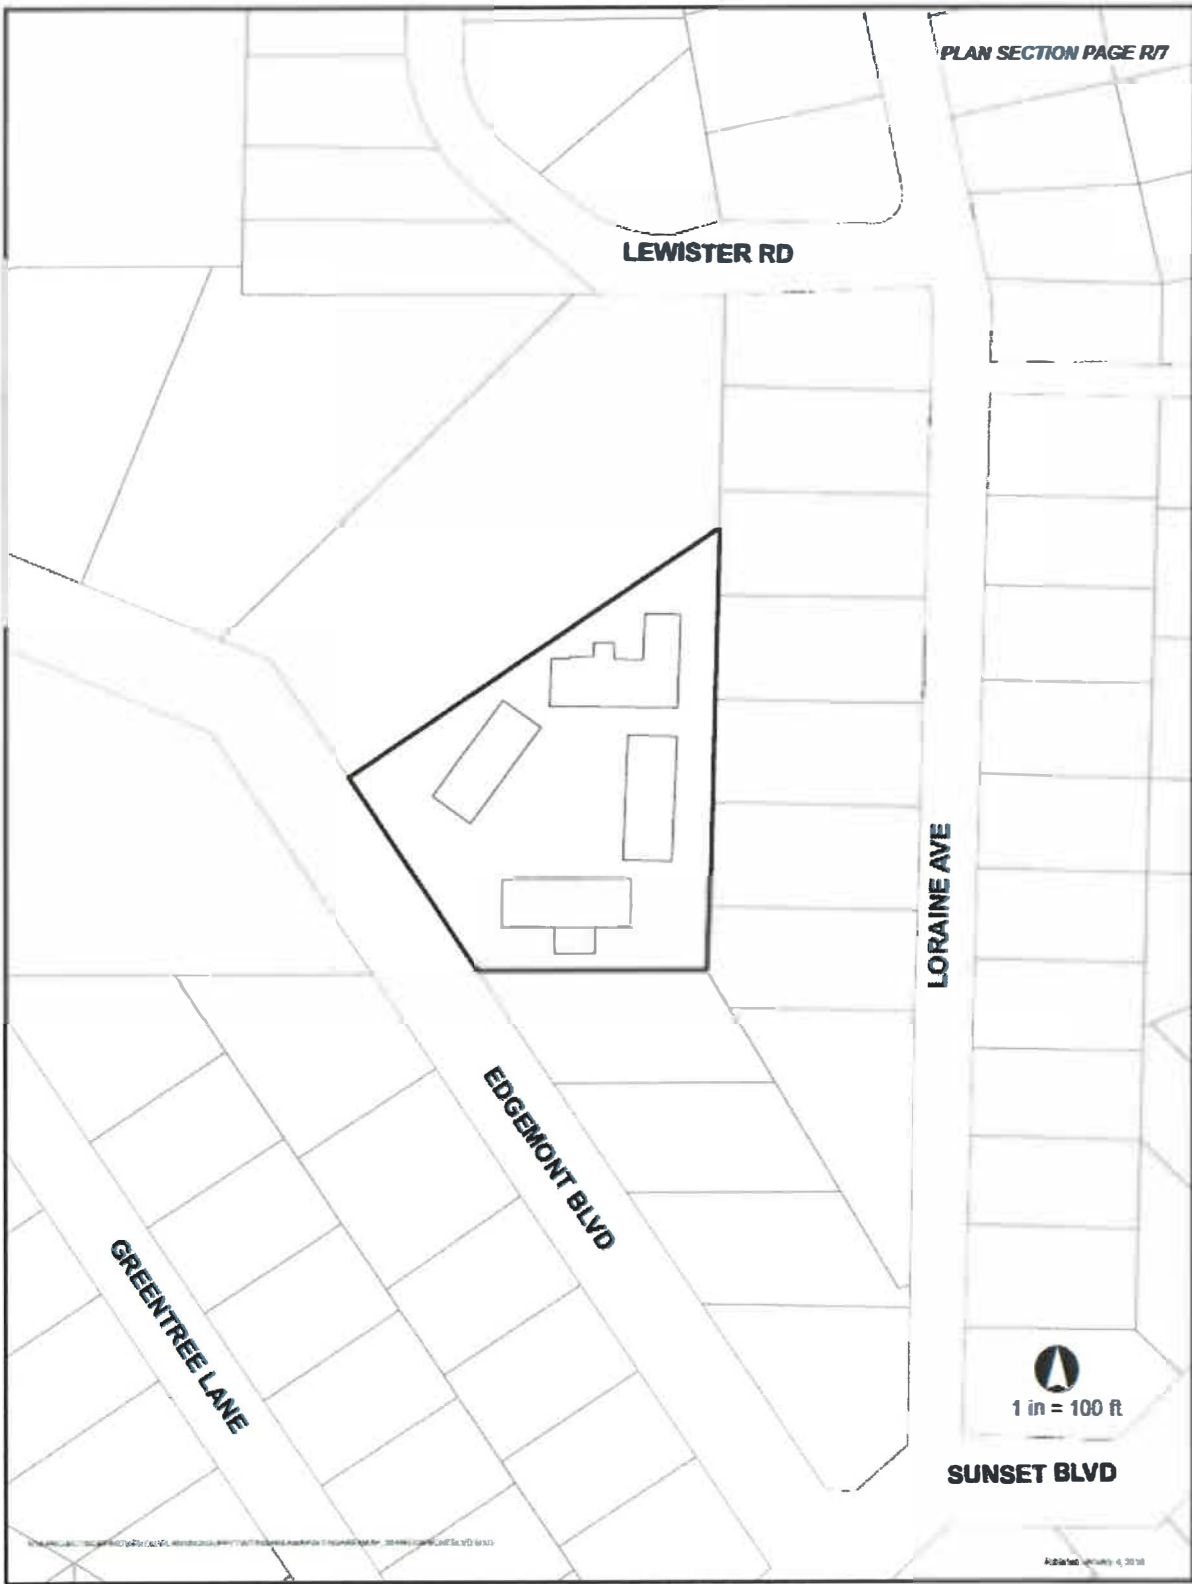 PLAN SECTION PAGE R/7
LEWISTER RD
LORAINE AVE
EDGEMONT BLVD
GREENTREE LANE
1 in = 100 ft
SUNSET BLVD